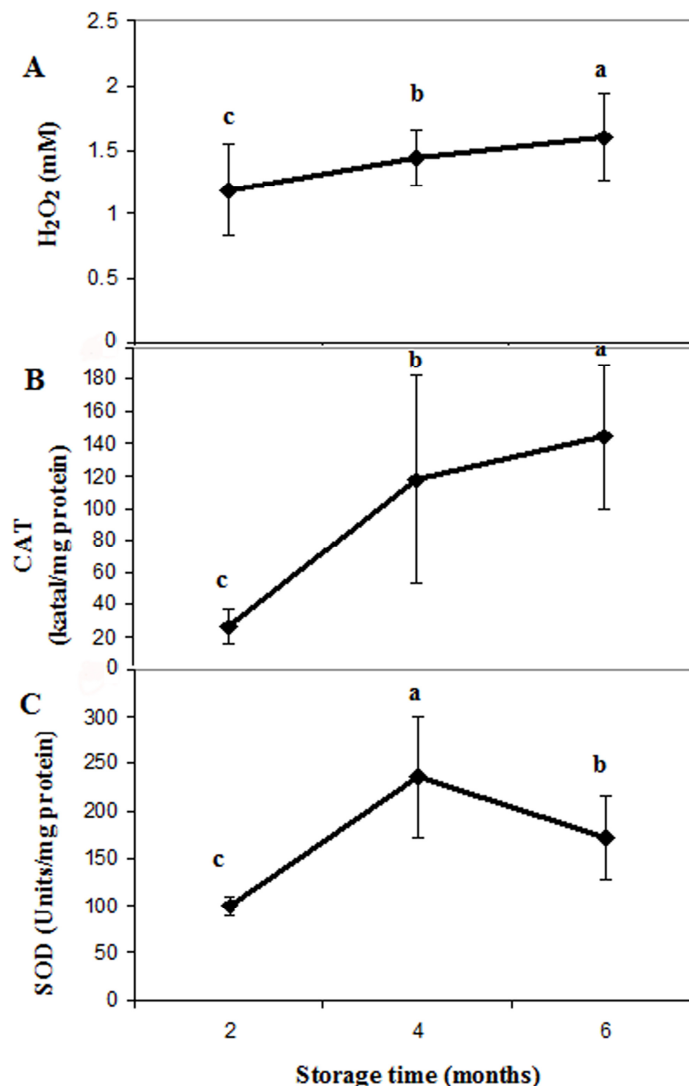 2.5
A
a
2
b
c
1.5
H₂O₂ (mM)
1
0.5
0
b
a
B
180
160
140
120
CAT
(katal/mg protein)
100
80
60
c
40
20
0
C
a
300
b
250
SOD (Units/mg protein)
200
c
150
100
50
0
2 4 6
Storage time (months)